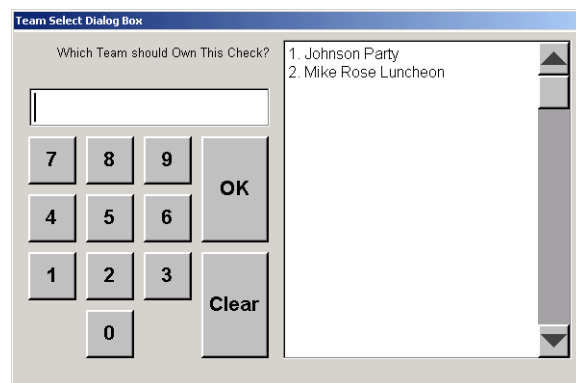 Team Select Dialog Box
Which Team should Own This Check?
1. Johnson Party
2. Mike Rose Luncheon
7 8 9
OK
4 5 6
1 2 3
Clear
0